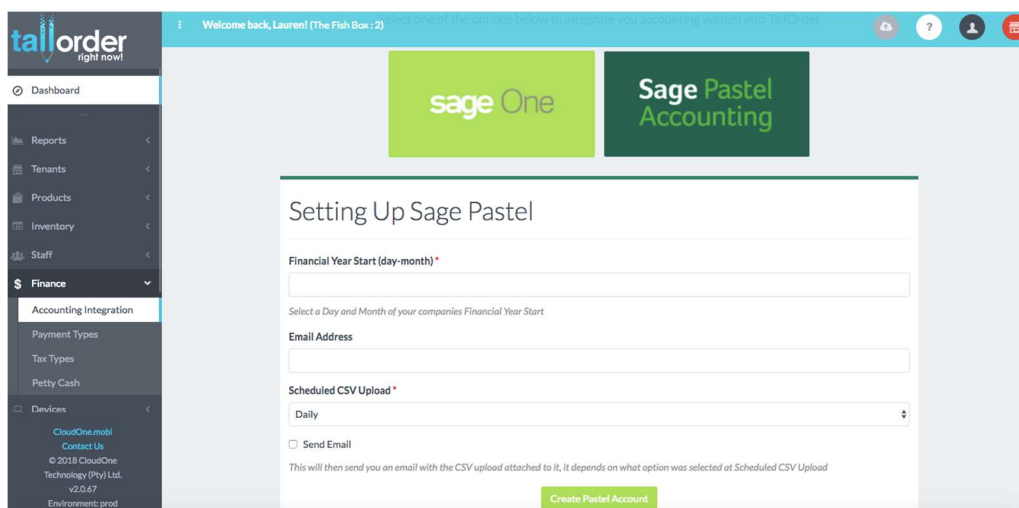 tallorder
right now!
Welcome back, Lauren! (The Fish Box : 2)
elect one of the options below to integrate you accounting system into TallOrder
?
Dashboard
Reports
Tenants
Products
Inventory
Staff
$ Finance
Accounting Integration
Payment Types
Tax Types
Petty Cash
Devices
CloudOne.mobi
Contact Us
© 2018 CloudOne
Technology (Pty) Ltd.
v2.0.67
Environment: prod
sage One
Sage Pastel
Accounting
Setting Up Sage Pastel
Financial Year Start (day-month) *
Select a Day and Month of your companies Financial Year Start
Email Address
Scheduled CSV Upload *
Daily
Send Email
This will then send you an email with the CSV upload attached to it, it depends on what option was selected at Scheduled CSV Upload
Create Pastel Account